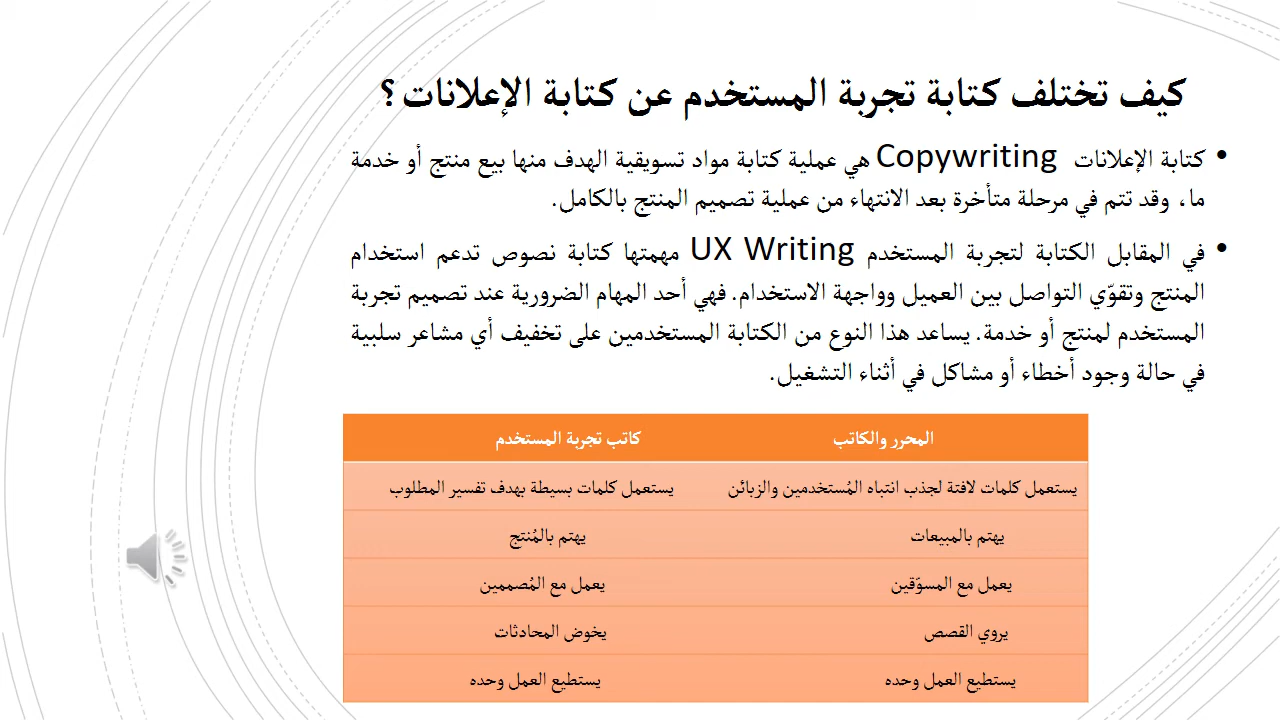 كيف تختلف كتابة تجربة المستخدم عن كتابة الإعلانات؟
• كتابة الإعلانات Copywriting هي عملية كتابة مواد تسويقية الهدف منها بيع منتج أو خدمة
ما، وقد تتم في مرحلة متأخرة بعد الانتهاء من عملية تصميم المنتج بالكامل.
• في المقابل الكتابة لتجربة المستخدم UX Writing مهمتها كتابة نصوص تدعم استخدام
المنتج وتقوّي التواصل بين العميل وواجهة الاستخدام. فهي أحد المهام الضرورية عند تصميم تجربة
المستخدم لمنتج أو خدمة. يساعد هذا النوع من الكتابة المستخدمين على تخفيف أي مشاعر سلبية
في حالة وجود أخطاء أو مشاكل في أثناء التشغيل.
المحرر والكاتب كاتب تجربة المستخدم
يستعمل كلمات لافتة لجذب انتباه المُستخدمين والزبائن يستعمل كلمات بسيطة بهدف تفسير المطلوب
يهتم بالمبيعات يهتم بالمُنتج
يعمل مع المسوّقين يعمل مع المُصممين
يروي القصص يخوض المحادثات
يستطيع العمل وحده يستطيع العمل وحده